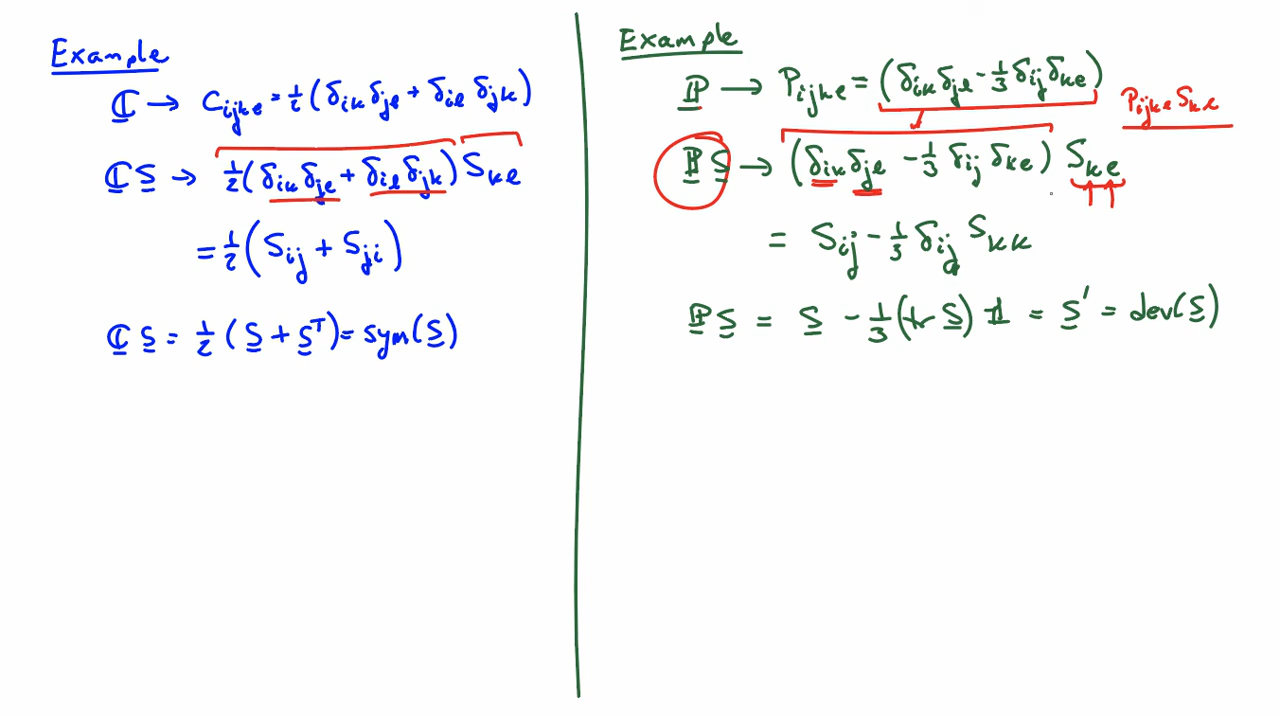 Example
ℂ → C_ijkl = 1/2 (δ_ik δ_jl + δ_il δ_jk)
ℂ S → 1/2 (δ_ik δ_jl + δ_il δ_jk) S_kl
= 1/2 (S_ij + S_ji)
ℂ S = 1/2 (S + S^T) = sym(S)
Example
ℙ → P_ijkl = (δ_ik δ_jl - 1/3 δ_ij δ_kl)
P_ijkl S_kl
ℙ S → (δ_ik δ_jl - 1/3 δ_ij δ_kl) S_kl
= S_ij - 1/3 δ_ij S_kk
ℙ S = S - 1/3 (tr S) 𝟙 = S' = dev(S)